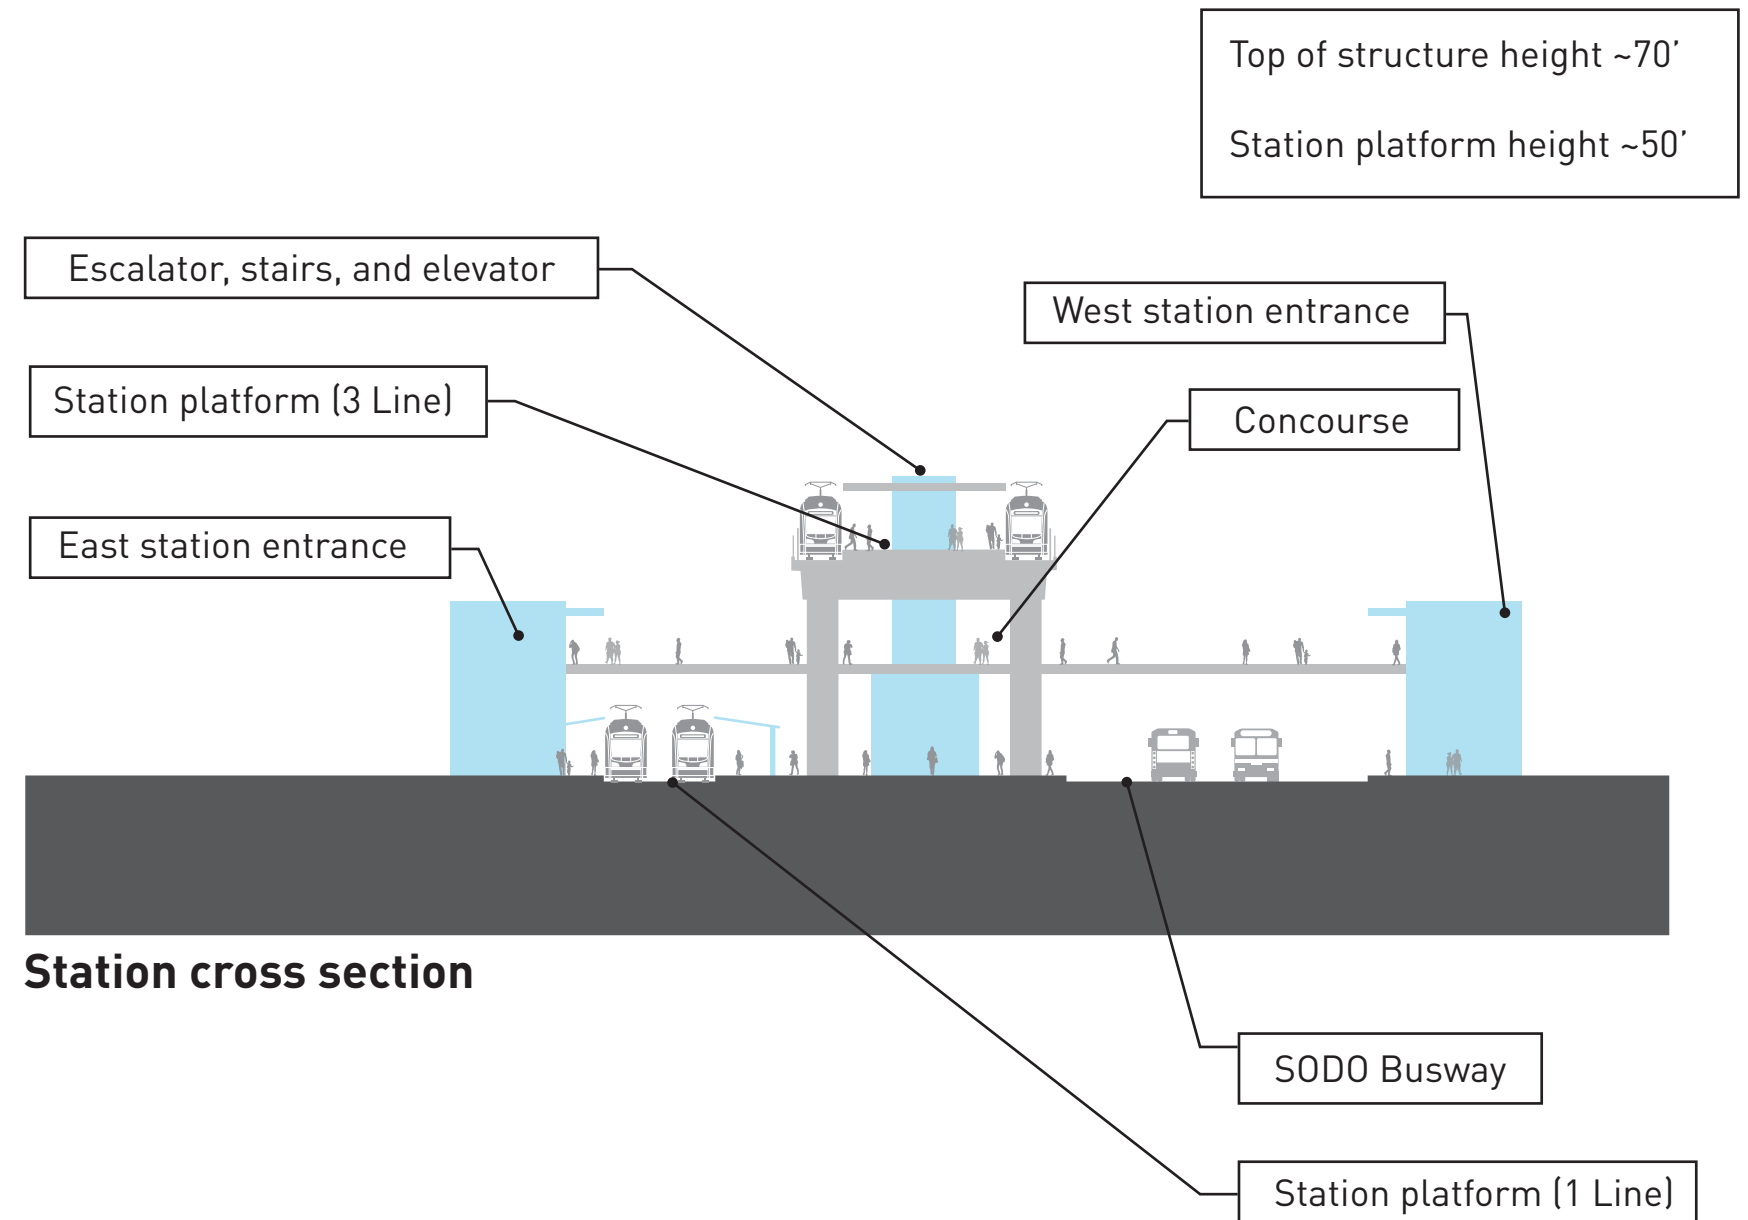 Top of structure height ~70’
Station platform height ~50’
Escalator, stairs, and elevator
West station entrance
Station platform (3 Line)
Concourse
East station entrance
Station cross section
SODO Busway
Station platform (1 Line)